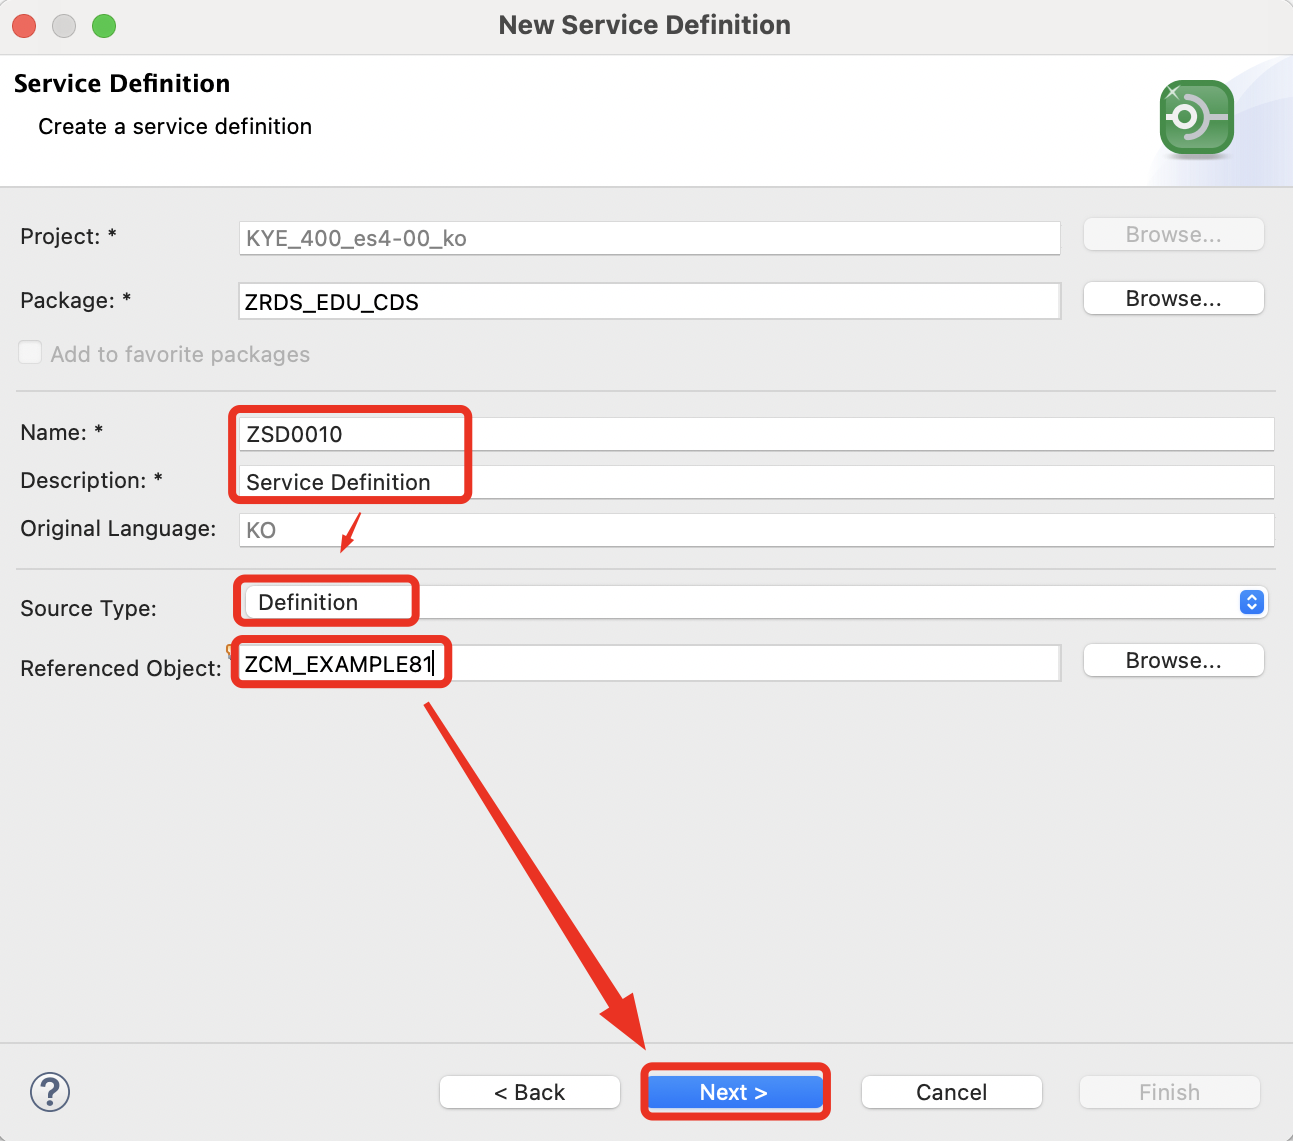 New Service Definition
Service Definition
Create a service definition
Project: * KYE_400_es4-00_ko Browse...
Package: * ZRDS_EDU_CDS Browse...
Add to favorite packages
Name: * ZSD0010
Description: * Service Definition
Original Language: KO
Source Type: Definition
Referenced Object: ZCM_EXAMPLE81 Browse...
? < Back Next > Cancel Finish